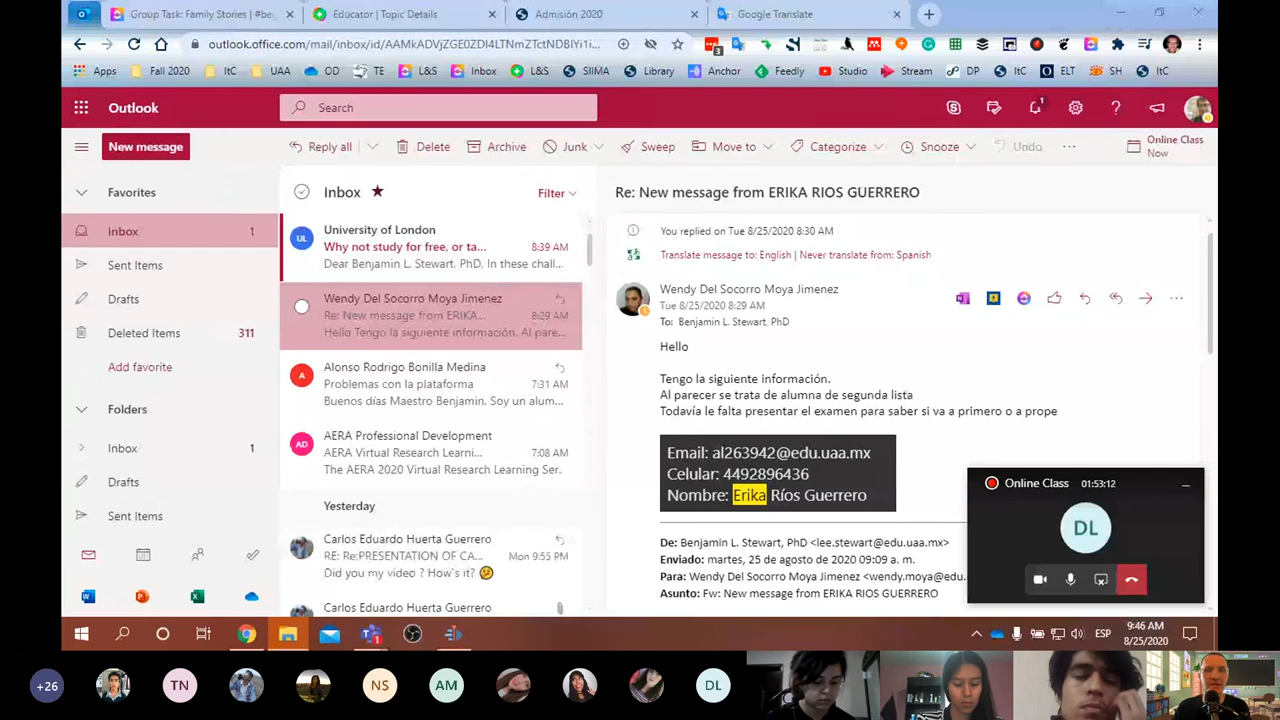 Group Task: Family Stories | #be
Educator | Topic Details
Admisión 2020
Google Translate
outlook.office.com/mail/inbox/id/AAMkADVjZGE0ZDI4LTNmZTctNDBlYi1i...
3
Apps
Fall 2020
ItC
UAA
OD
TE
L&S
Inbox
L&S
SIIMA
Library
Anchor
Feedly
Studio
Stream
DP
ItC
ELT
SH
ItC
Outlook
Search
1
New message
Reply all
Delete
Archive
Junk
Sweep
Move to
Categorize
Snooze
Undo
Online Class
Now
Favorites
Inbox 1
Sent Items
Drafts
Deleted Items 311
Add favorite
Folders
Inbox 1
Drafts
Sent Items
Inbox
Filter
UL
University of London
Why not study for free, or ta... 8:39 AM
Dear Benjamin L. Stewart, PhD, In these chall...
Wendy Del Socorro Moya Jimenez
Re: New message from ERIKA... 8:29 AM
Hello Tengo la siguiente información. Al pare...
A
Alonso Rodrigo Bonilla Medina
Problemas con la plataforma 7:31 AM
Buenos días Maestro Benjamin. Soy un alum...
AD
AERA Professional Development
AERA Virtual Research Learni... 7:08 AM
The AERA 2020 Virtual Research Learning Ser.
Yesterday
Carlos Eduardo Huerta Guerrero
RE: Re:PRESENTATION OF CA... Mon 9:55 PM
Did you my video ? How`s it?
Carlos Eduardo Huerta Guerrero
Re: New message from ERIKA RIOS GUERRERO
You replied on Tue 8/25/2020 8:30 AM
Translate message to: English | Never translate from: Spanish
Wendy Del Socorro Moya Jimenez
Tue 8/25/2020 8:29 AM
To: Benjamin L. Stewart, PhD
Hello
Tengo la siguiente información.
Al parecer se trata de alumna de segunda lista
Todavía le falta presentar el examen para saber si va a primero o a prope
Email: al263942@edu.uaa.mx
Celular: 4492896436
Nombre: Erika Ríos Guerrero
De: Benjamin L. Stewart, PhD <lee.stewart@edu.uaa.mx>
Enviado: martes, 25 de agosto de 2020 09:09 a. m.
Para: Wendy Del Socorro Moya Jimenez <wendy.moya@edu.
Asunto: Fw: New message from ERIKA RIOS GUERRERO
Online Class 01:53:12
DL
ESP
9:46 AM
8/25/2020
+26
TN
NS
AM
DL